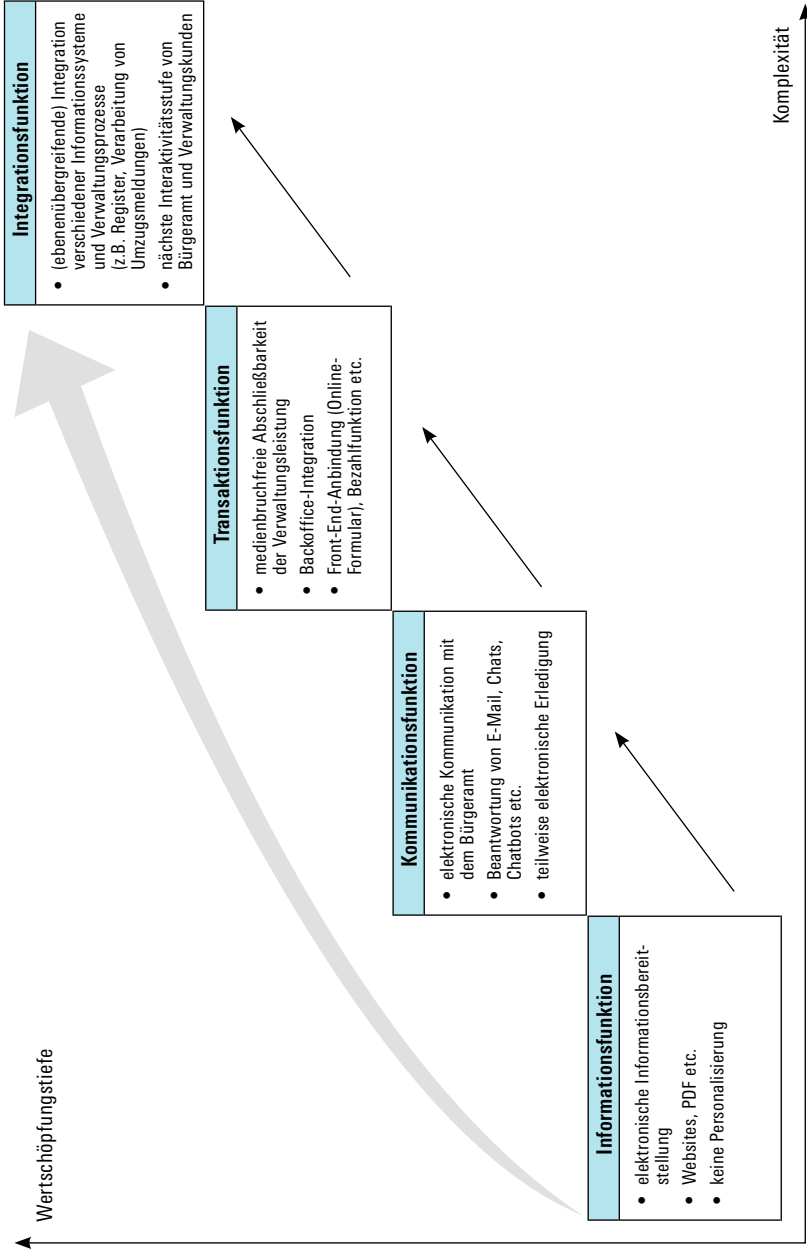 Wertschöpfungstiefe
Informationsfunktion
• elektronische Informationsbereit-
stellung
• Websites, PDF etc.
• keine Personalisierung
Kommunikationsfunktion
• elektronische Kommunikation mit
dem Bürgeramt
• Beantwortung von E-Mail, Chats,
Chatbots etc.
• teilweise elektronische Erledigung
Transaktionsfunktion
• medienbruchfreie Abschließbarkeit
der Verwaltungsleistung
• Backoffice-Integration
• Front-End-Anbindung (Online-
Formular), Bezahlfunktion etc.
Integrationsfunktion
• (ebenenübergreifende) Integration
verschiedener Informationssysteme
und Verwaltungsprozesse
(z.B. Register, Verarbeitung von
Umzugsmeldungen)
• nächste Interaktivitätsstufe von
Bürgeramt und Verwaltungskunden
Komplexität